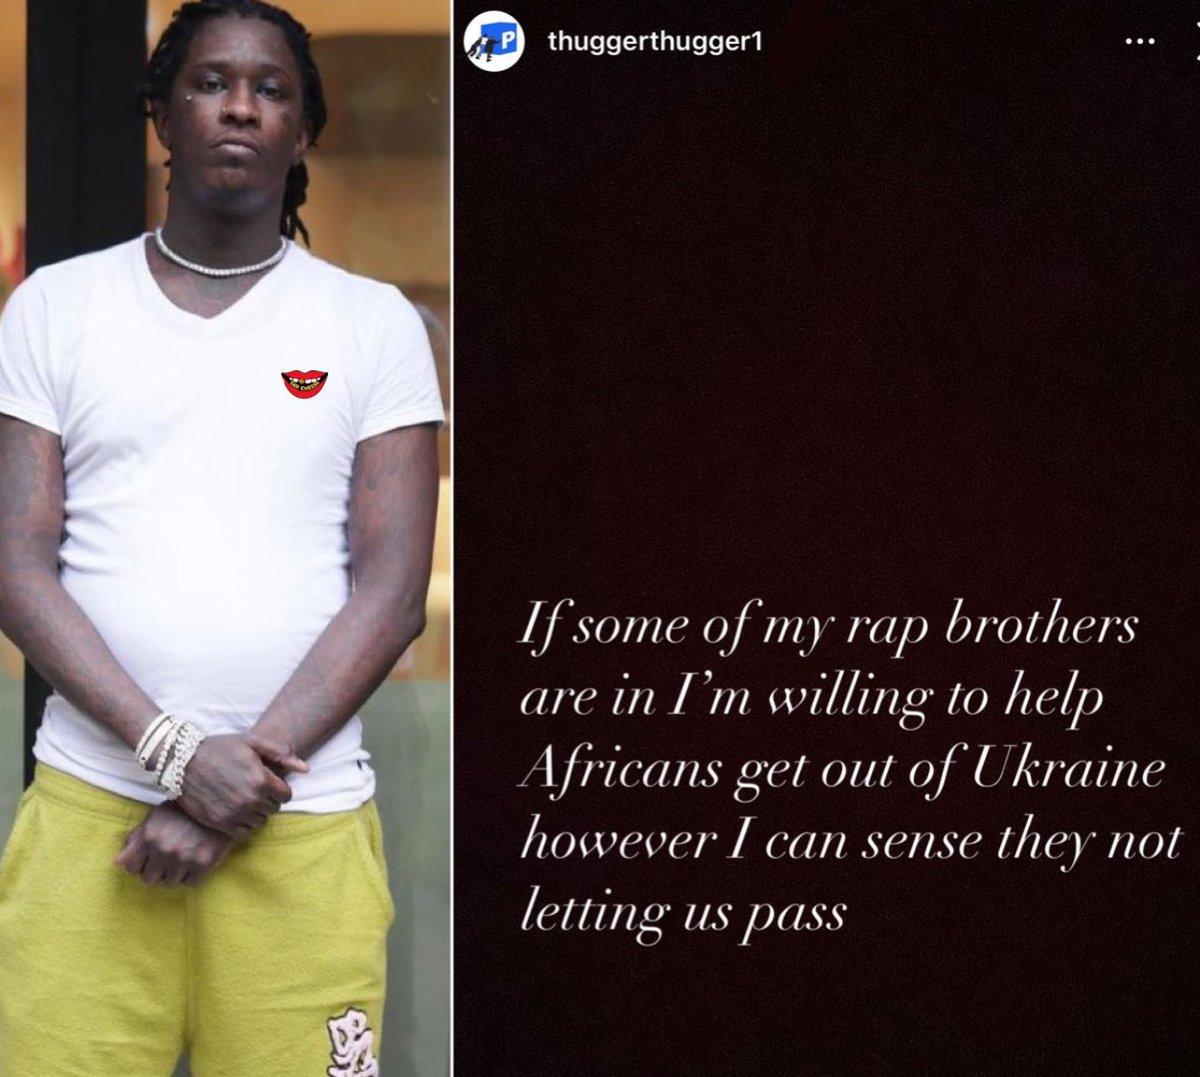 P
thuggerthugger1
If some of my rap brothers
are in I’m willing to help
Africans get out of Ukraine
however I can sense they not
letting us pass